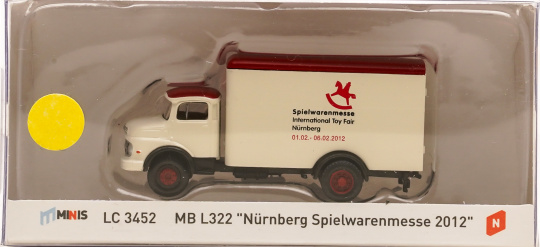 Spielwarenmesse
International Toy Fair
Nürnberg
01.02. - 06.02.2012
MINIS LC 3452 MB L322 "Nürnberg Spielwarenmesse 2012" N